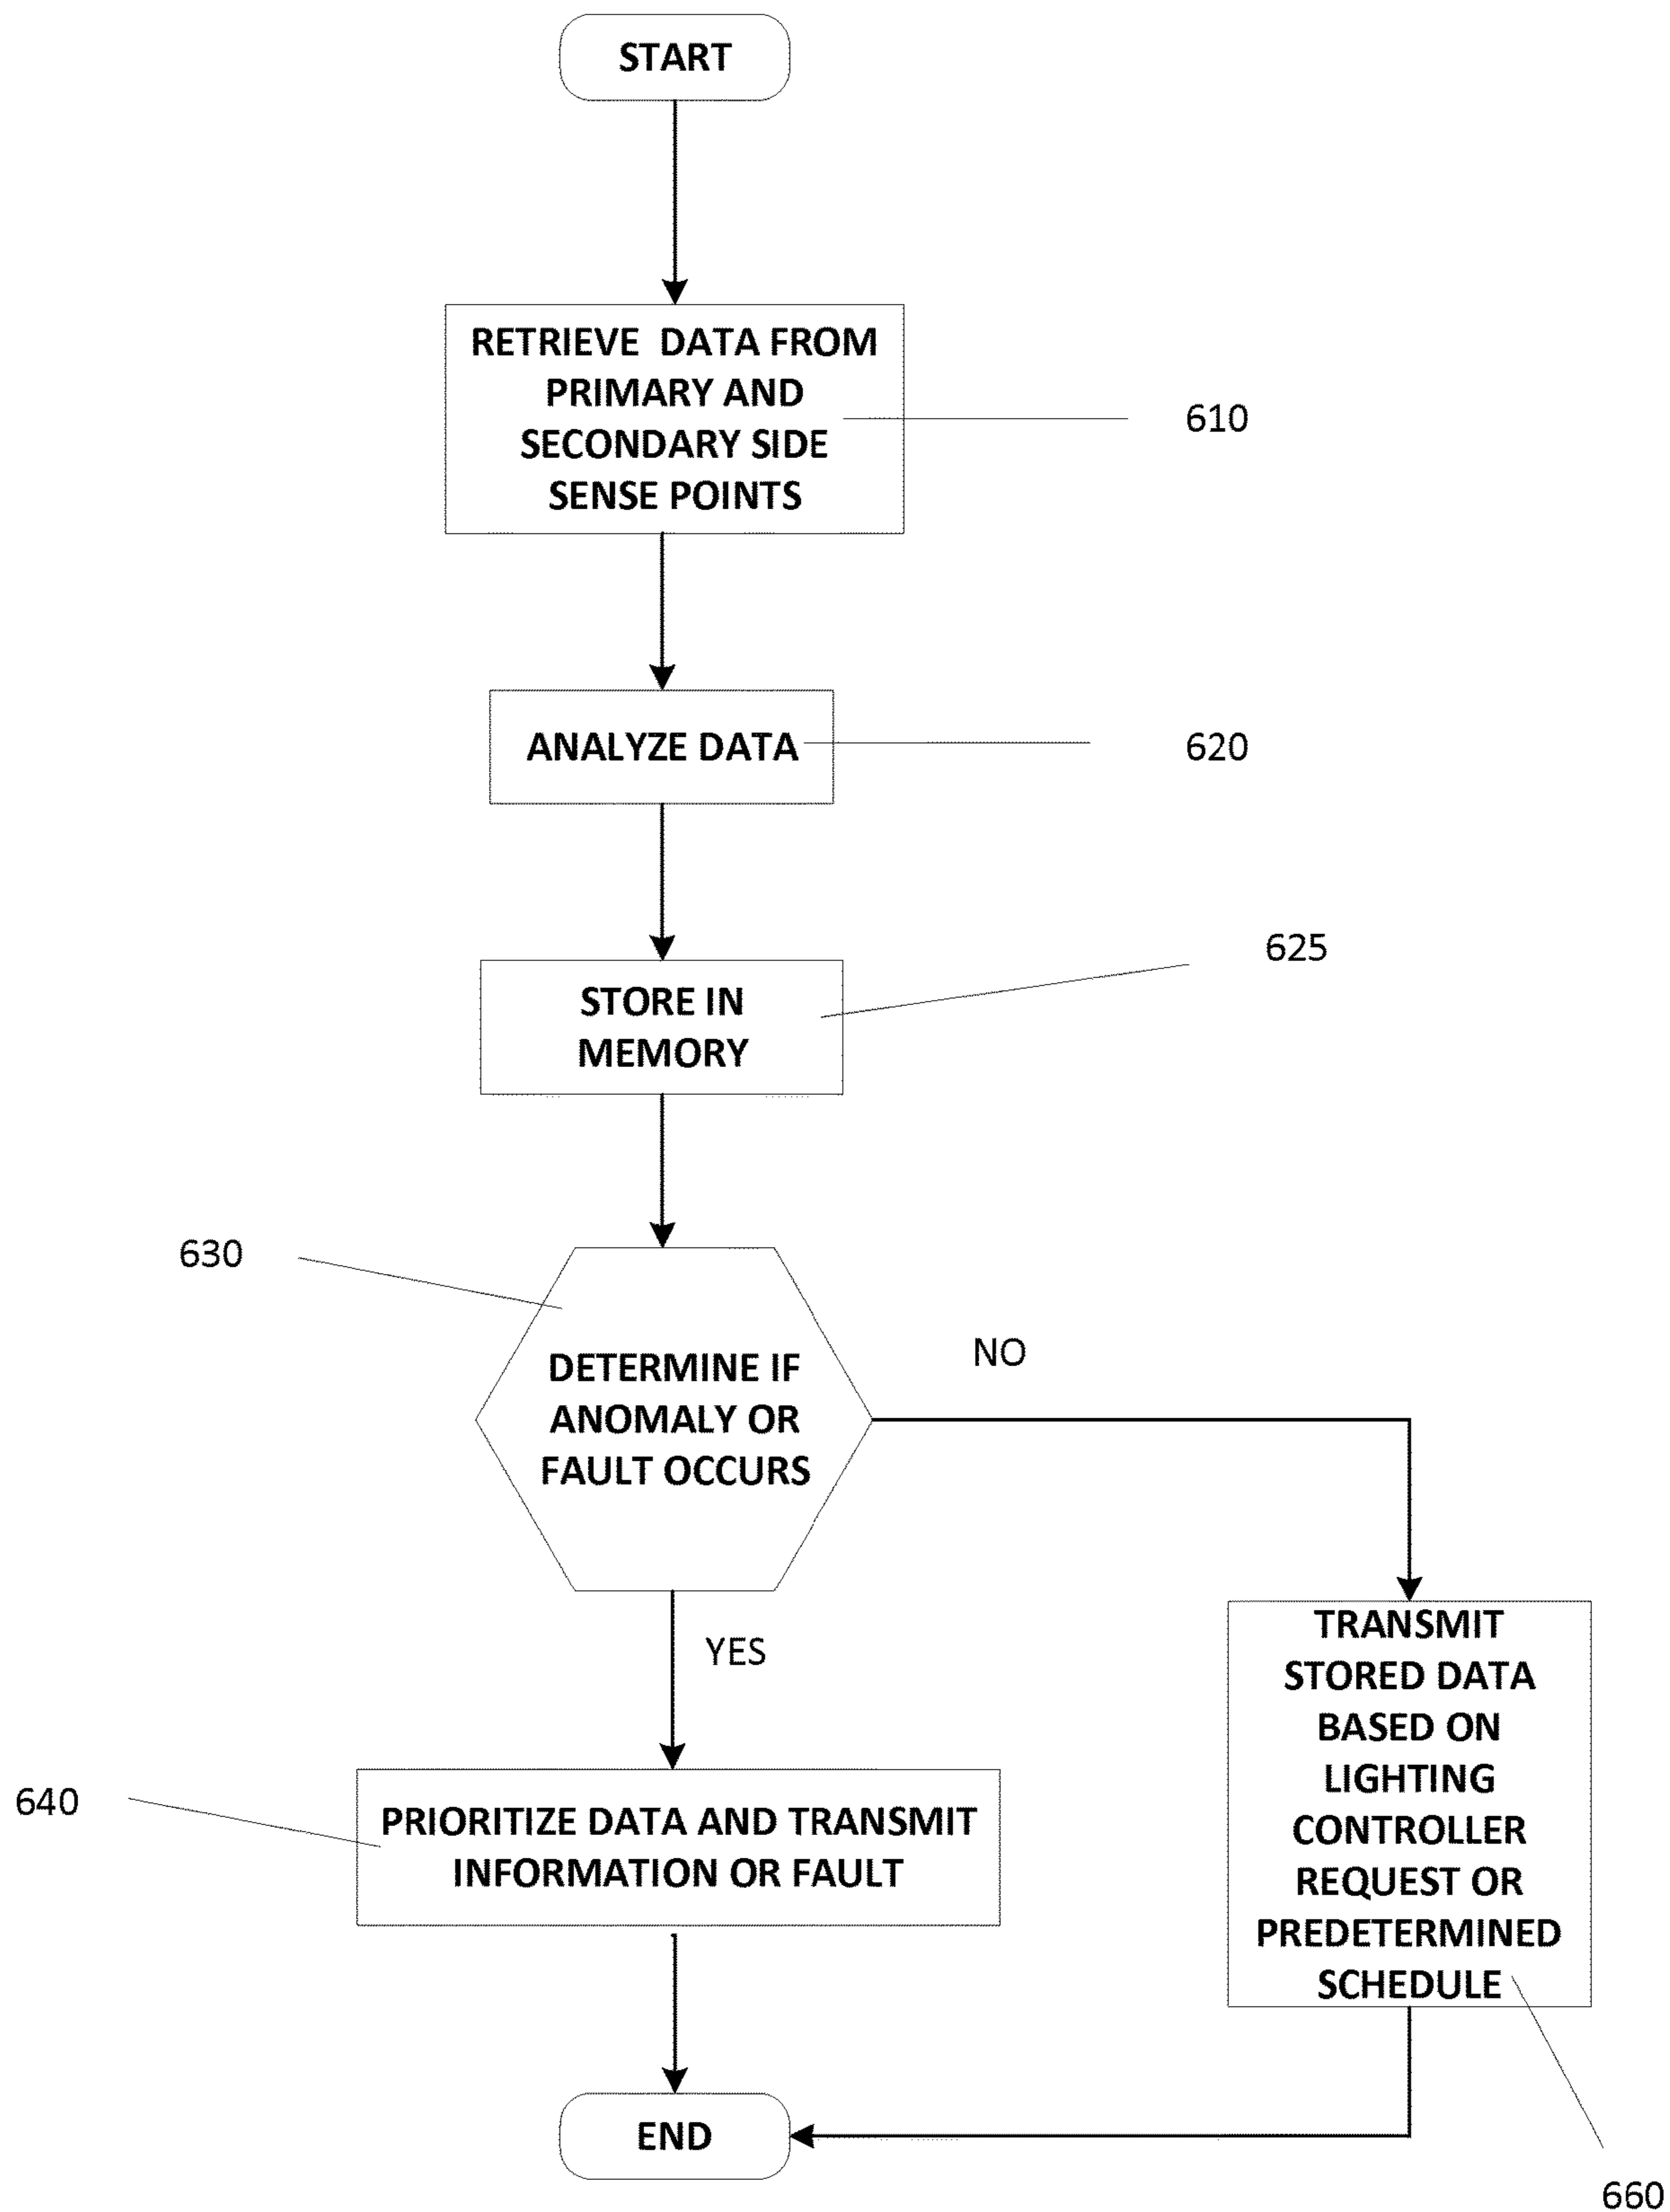 START
RETRIEVE DATA FROM
PRIMARY AND
SECONDARY SIDE
SENSE POINTS
610
ANALYZE DATA
620
STORE IN
MEMORY
625
630
DETERMINE IF
ANOMALY OR
FAULT OCCURS
NO
YES
640
PRIORITIZE DATA AND TRANSMIT
INFORMATION OR FAULT
TRANSMIT
STORED DATA
BASED ON
LIGHTING
CONTROLLER
REQUEST OR
PREDETERMINED
SCHEDULE
END
660